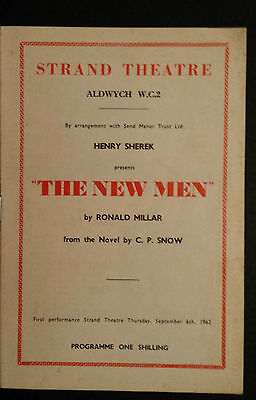 STRAND THEATRE
ALDWYCH W.C.2
By arrangement with Send Manor Trust Ltd.
HENRY SHEREK
presents
"THE NEW MEN"
by RONALD MILLAR
from the Novel by C. P. SNOW
First performance Strand Theatre Thursday, September 6th, 1962
PROGRAMME ONE SHILLING